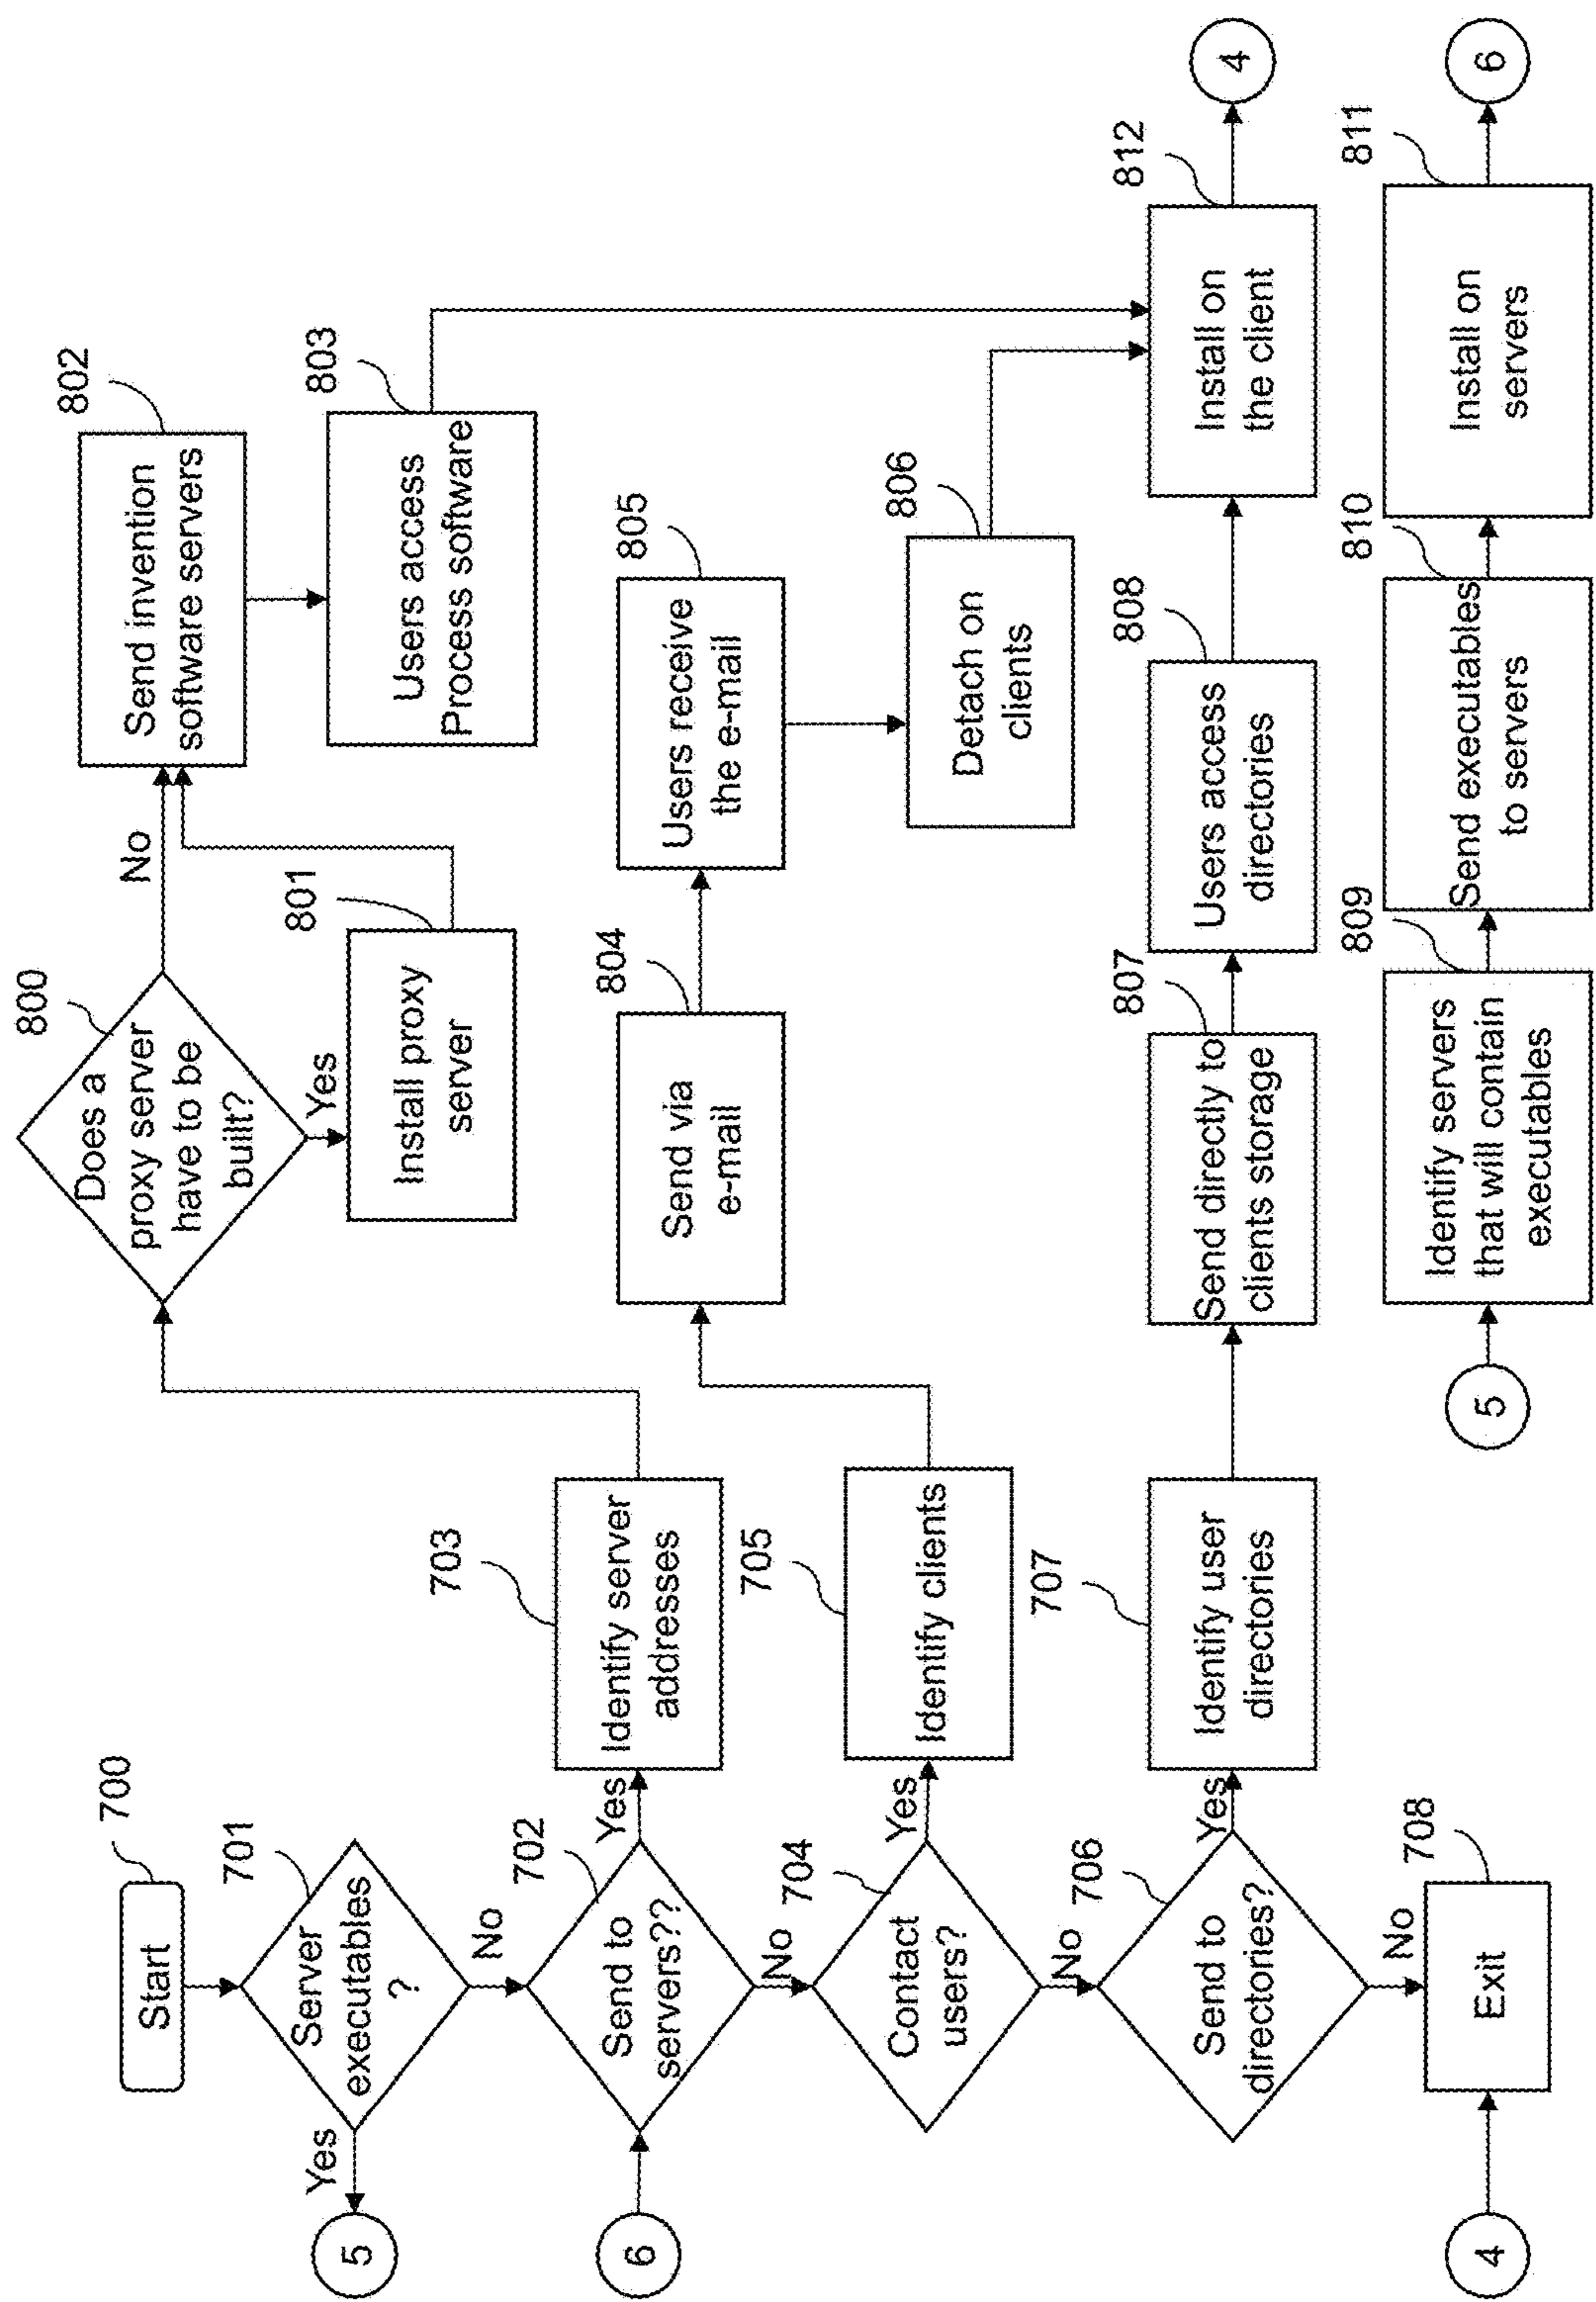 700
Start
701
Server
executables
?
Yes
5
No
702
Send to
servers??
6
Yes
703
Identify server
addresses
No
704
Contact
users?
Yes
705
Identify clients
No
706
Send to
directories?
Yes
707
Identify user
directories
No
708
Exit
4
800
Does a
proxy server
have to be
built?
No
Yes
801
Install proxy
server
802
Send invention
software servers
803
Users access
Process software
804
Send via
e-mail
805
Users receive
the e-mail
806
Detach on
clients
807
Send directly to
clients storage
808
Users access
directories
812
Install on
the client
4
5
809
Identify servers
that will contain
executables
810
Send executables
to servers
811
Install on
servers
6